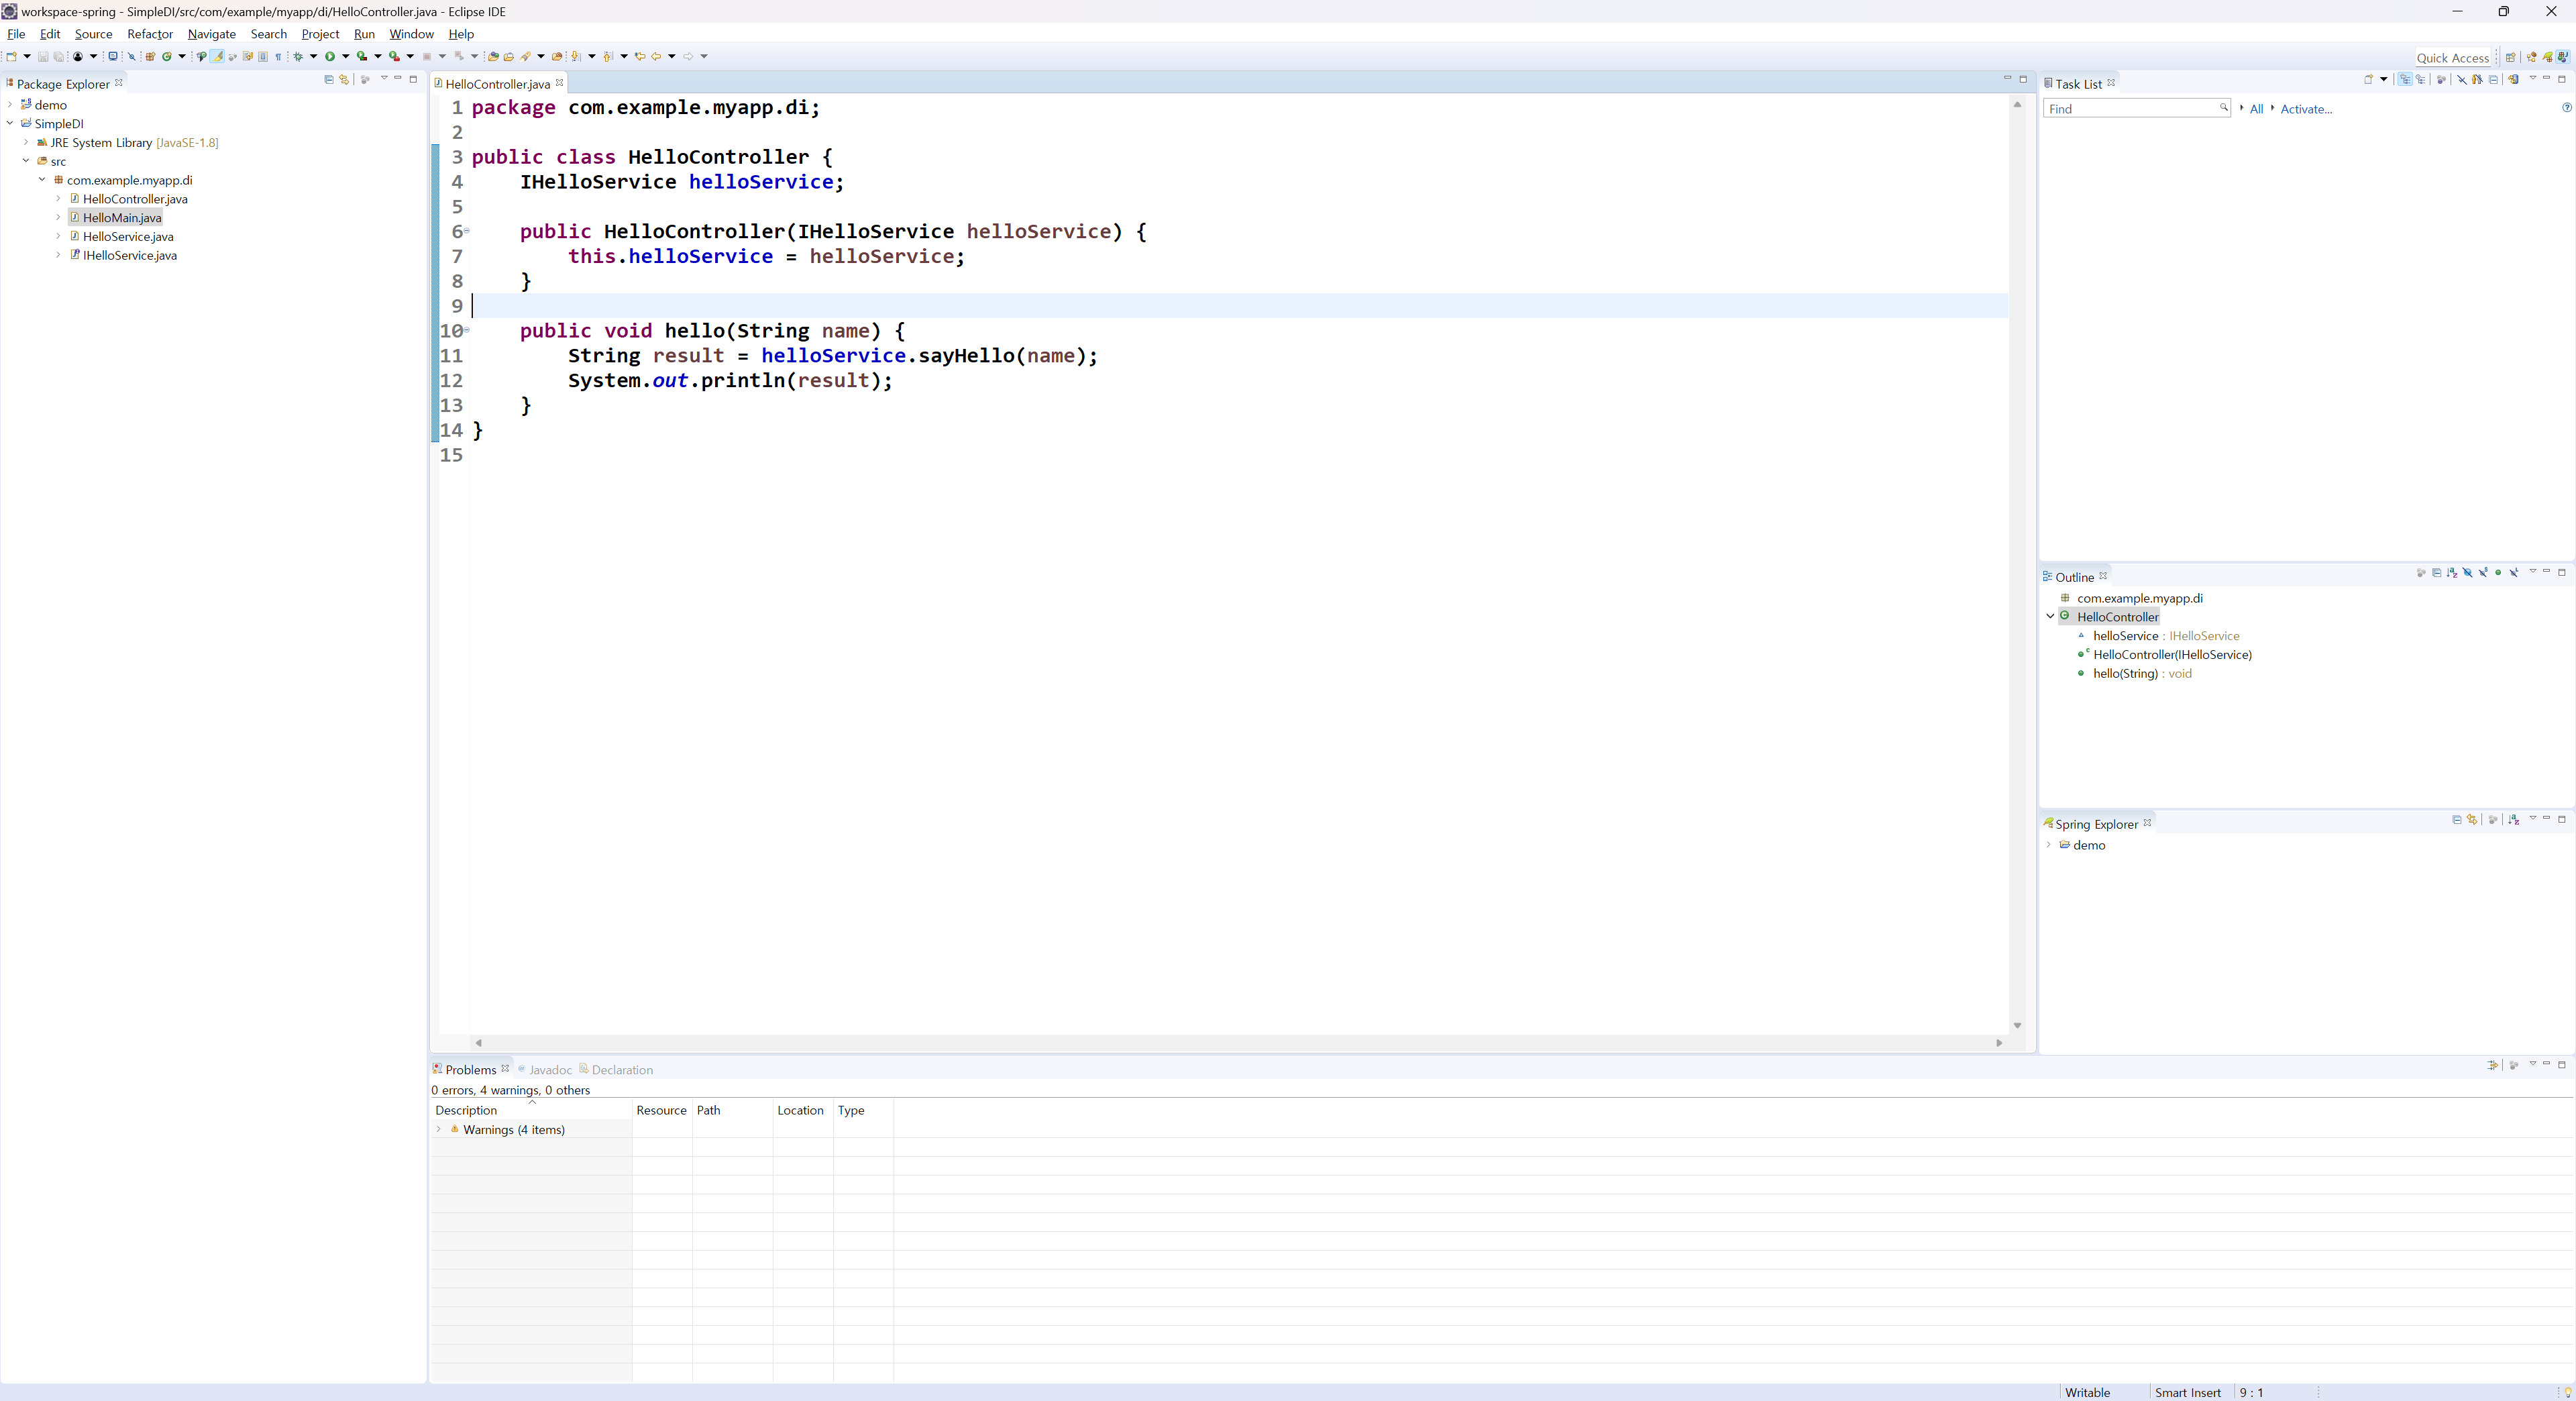 workspace-spring - SimpleDI/src/com/example/myapp/di/HelloController.java - Eclipse IDE
File Edit Source Refactor Navigate Search Project Run Window Help
Quick Access
Package Explorer
demo
SimpleDI
JRE System Library [JavaSE-1.8]
src
com.example.myapp.di
HelloController.java
HelloMain.java
HelloService.java
IHelloService.java
HelloController.java
1 package com.example.myapp.di;
2
3 public class HelloController {
4     IHelloService helloService;
5
6     public HelloController(IHelloService helloService) {
7         this.helloService = helloService;
8     }
9
10     public void hello(String name) {
11         String result = helloService.sayHello(name);
12         System.out.println(result);
13     }
14 }
15
Task List
Find All Activate...
Outline
com.example.myapp.di
HelloController
helloService : IHelloService
HelloController(IHelloService)
hello(String) : void
Spring Explorer
demo
Problems Javadoc Declaration
0 errors, 4 warnings, 0 others
Description Resource Path Location Type
Warnings (4 items)
Writable Smart Insert 9 : 1